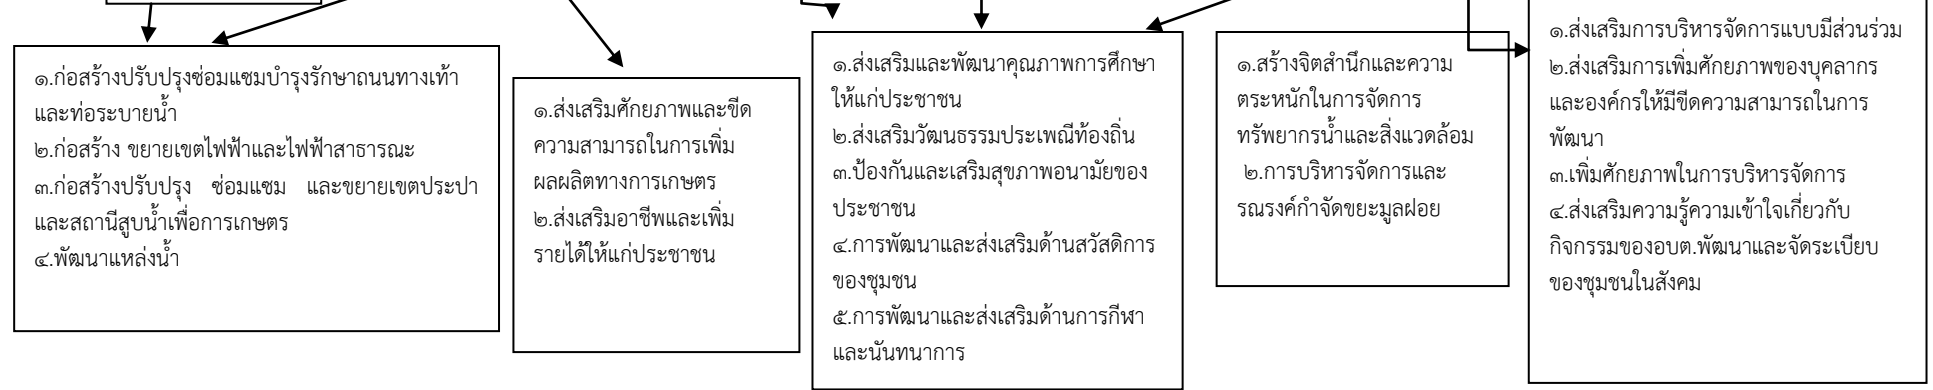 ๑.ก่อสร้างปรับปรุงซ่อมแซมบำรุงรักษาถนนทางเท้า
และท่อระบายน้ำ
๒.ก่อสร้าง ขยายเขตไฟฟ้าและไฟฟ้าสาธารณะ
๓.ก่อสร้างปรับปรุง ซ่อมแซม และขยายเขตประปา
และสถานีสูบน้ำเพื่อการเกษตร
๔.พัฒนาแหล่งน้ำ
๑.ส่งเสริมศักยภาพและขีด
ความสามารถในการเพิ่ม
ผลผลิตทางการเกษตร
๒.ส่งเสริมอาชีพและเพิ่ม
รายได้ให้แก่ประชาชน
๑.ส่งเสริมและพัฒนาคุณภาพการศึกษา
ให้แก่ประชาชน
๒.ส่งเสริมวัฒนธรรมประเพณีท้องถิ่น
๓.ป้องกันและเสริมสุขภาพอนามัยของ
ประชาชน
๔.การพัฒนาและส่งเสริมด้านสวัสดิการ
ของชุมชน
๕.การพัฒนาและส่งเสริมด้านการกีฬา
และนันทนาการ
๑.สร้างจิตสำนึกและความ
ตระหนักในการจัดการ
ทรัพยากรน้ำและสิ่งแวดล้อม
๒.การบริหารจัดการและ
รณรงค์กำจัดขยะมูลฝอย
๑.ส่งเสริมการบริหารจัดการแบบมีส่วนร่วม
๒.ส่งเสริมการเพิ่มศักยภาพของบุคลากร
และองค์กรให้มีขีดความสามารถในการ
พัฒนา
๓.เพิ่มศักยภาพในการบริหารจัดการ
๔.ส่งเสริมความรู้ความเข้าใจเกี่ยวกับ
กิจกรรมของอบต.พัฒนาและจัดระเบียบ
ของชุมชนในสังคม